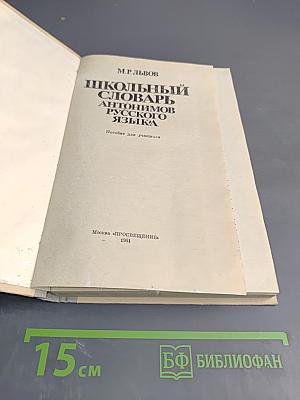 М.Р. ЛЬВОВ
ШКОЛЬНЫЙ
СЛОВАРЬ
АНТОНИМОВ
РУССКОГО
ЯЗЫКА
Пособие для учащихся
Москва «ПРОСВЕЩЕНИЕ»
1981
15 см
БФ БИБЛИОФАН